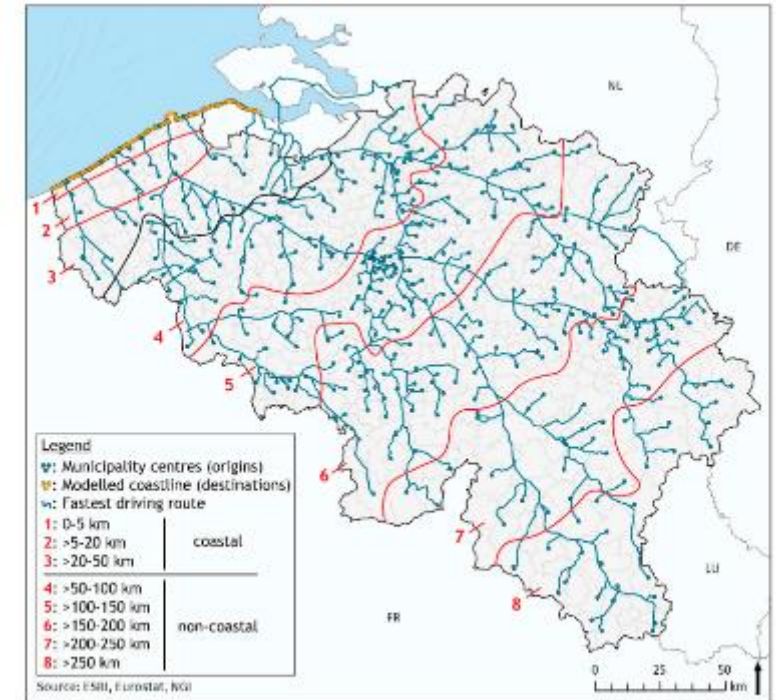 NL
1
2
3
DE
4
5
6
7
8
LU
FR
Legend
: Municipality centres (origins)
: Modelled coastline (destinations)
: Fastest driving route
1: 0-5 km
2: >5-20 km
3: >20-50 km
coastal
4: >50-100 km
5: >100-150 km
6: >150-200 km
7: >200-250 km
8: >250 km
non-coastal
Source: ESRI, Eurostat, NGI
0 25 50
km